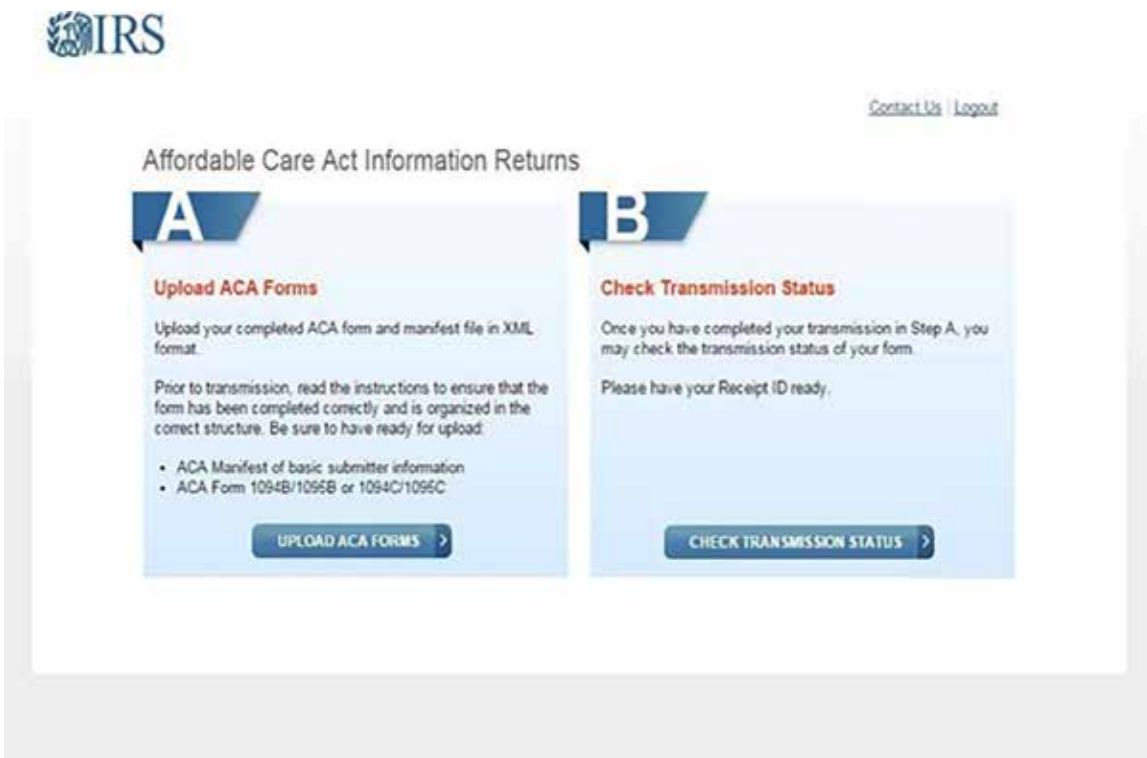 IRS
Contact Us | Logout
Affordable Care Act Information Returns
A
Upload ACA Forms
Upload your completed ACA form and manifest file in XML
format.
Prior to transmission, read the instructions to ensure that the
form has been completed correctly and is organized in the
correct structure. Be sure to have ready for upload:
• ACA Manifest of basic submitter information
• ACA Form 1094B/1095B or 1094C/1095C
UPLOAD ACA FORMS >
B
Check Transmission Status
Once you have completed your transmission in Step A, you
may check the transmission status of your form.
Please have your Receipt ID ready.
CHECK TRANSMISSION STATUS >